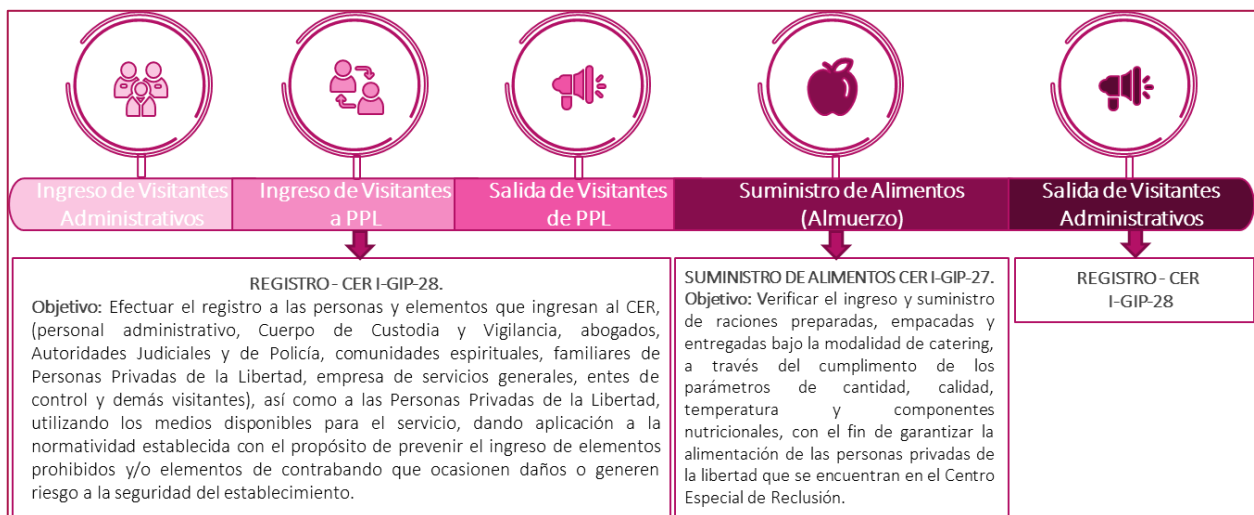 Ingreso de Visitantes
Administrativos
Ingreso de Visitantes
a PPL
Salida de Visitantes
de PPL
Suministro de Alimentos
(Almuerzo)
Salida de Visitantes
Administrativos
REGISTRO - CER I-GIP-28.
Objetivo: Efectuar el registro a las personas y elementos que ingresan al CER,
(personal administrativo, Cuerpo de Custodia y Vigilancia, abogados,
Autoridades Judiciales y de Policía, comunidades espirituales, familiares de
Personas Privadas de la Libertad, empresa de servicios generales, entes de
control y demás visitantes), así como a las Personas Privadas de la Libertad,
utilizando los medios disponibles para el servicio, dando aplicación a la
normatividad establecida con el propósito de prevenir el ingreso de elementos
prohibidos y/o elementos de contrabando que ocasionen daños o generen
riesgo a la seguridad del establecimiento.
SUMINISTRO DE ALIMENTOS CER I-GIP-27.
Objetivo: Verificar el ingreso y suministro
de raciones preparadas, empacadas y
entregadas bajo la modalidad de catering,
a través del cumplimento de los
parámetros de cantidad, calidad,
temperatura y componentes
nutricionales, con el fin de garantizar la
alimentación de las personas privadas de
la libertad que se encuentran en el Centro
Especial de Reclusión.
REGISTRO - CER
I-GIP-28